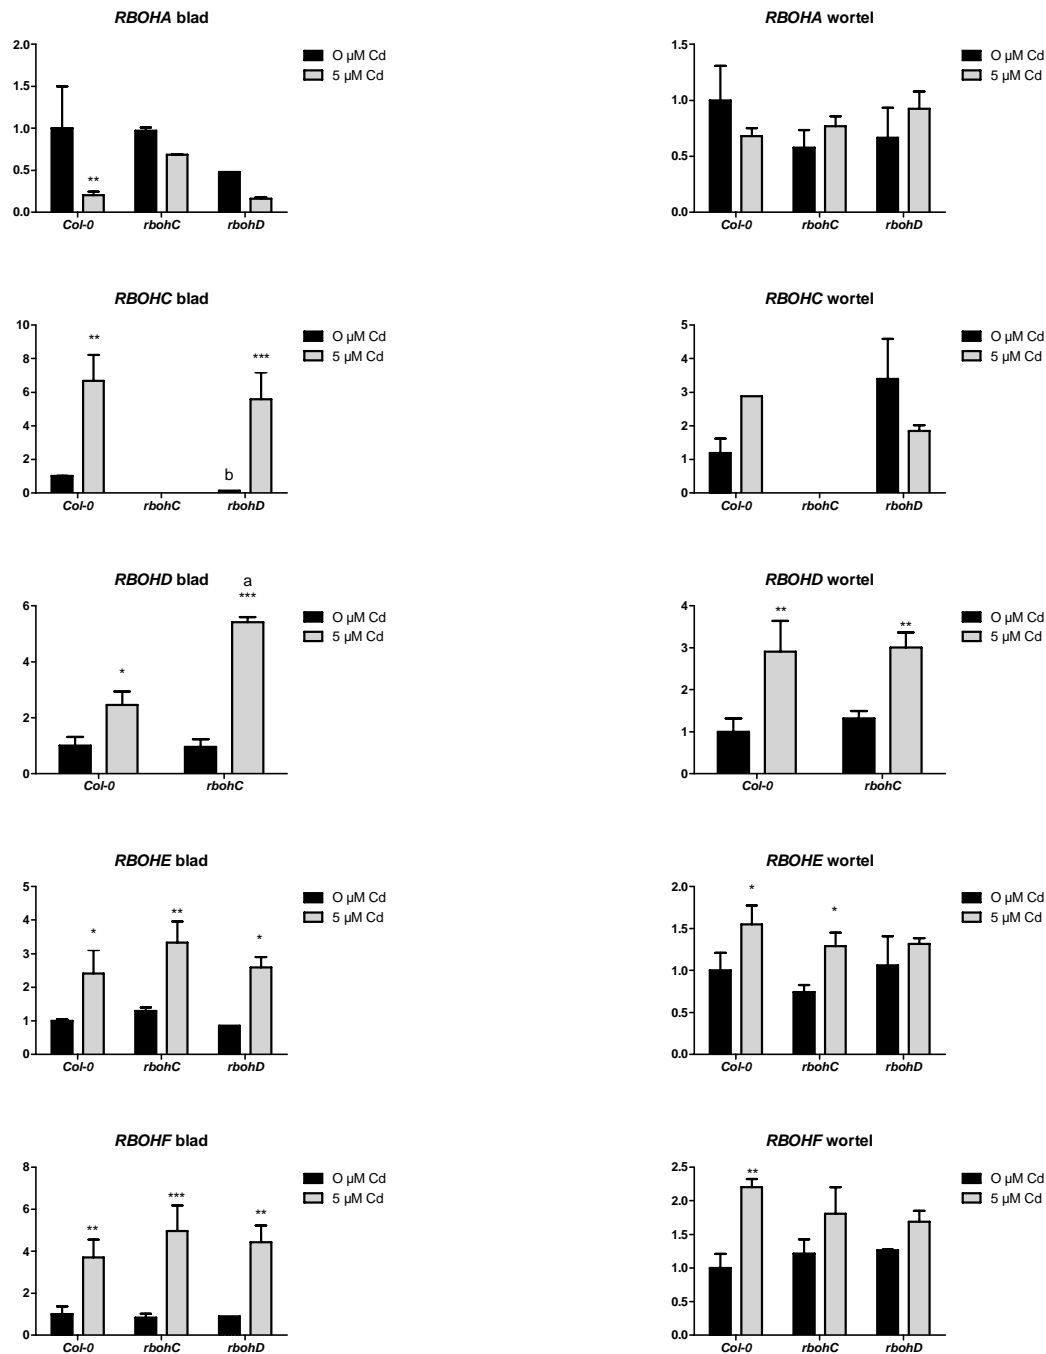 RBOHA blad
2.0
1.5
1.0
0.5
0.0
**
Col-0 rbohC rbohD
O µM Cd
5 µM Cd
RBOHA wortel
1.5
1.0
0.5
0.0
Col-0 rbohC rbohD
O µM Cd
5 µM Cd
RBOHC blad
10
8
6
4
2
0
** ***
b
Col-0 rbohC rbohD
O µM Cd
5 µM Cd
RBOHC wortel
5
4
3
2
1
0
Col-0 rbohC rbohD
O µM Cd
5 µM Cd
RBOHD blad
6
4
2
0
a
***
*
Col-0 rbohC
O µM Cd
5 µM Cd
RBOHD wortel
4
3
2
1
0
** **
Col-0 rbohC
O µM Cd
5 µM Cd
RBOHE blad
5
4
3
2
1
0
* ** *
Col-0 rbohC rbohD
O µM Cd
5 µM Cd
RBOHE wortel
2.0
1.5
1.0
0.5
0.0
* *
Col-0 rbohC rbohD
O µM Cd
5 µM Cd
RBOHF blad
8
6
4
2
0
** *** **
Col-0 rbohC rbohD
O µM Cd
5 µM Cd
RBOHF wortel
2.5
2.0
1.5
1.0
0.5
0.0
**
Col-0 rbohC rbohD
O µM Cd
5 µM Cd